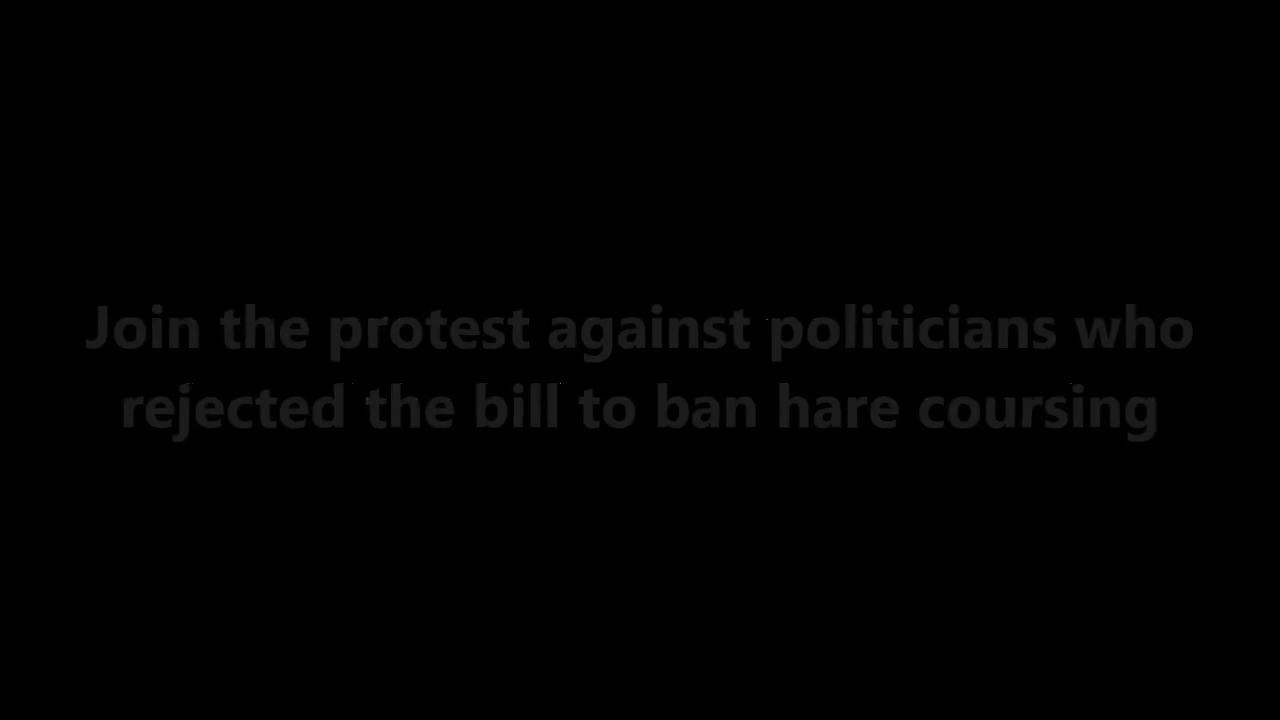 Join the protest against politicians who
rejected the bill to ban hare coursing